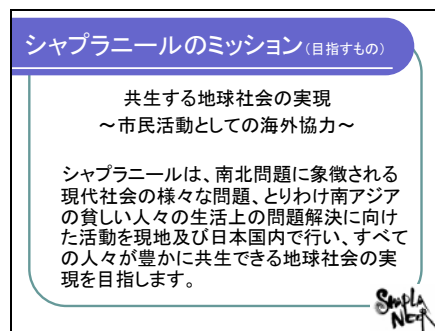 シャプラニールのミッション（目指すもの）
共生する地球社会の実現
～市民活動としての海外協力～
シャプラニールは、南北問題に象徴される
現代社会の様々な問題、とりわけ南アジア
の貧しい人々の生活上の問題解決に向け
た活動を現地及び日本国内で行い、すべて
の人々が豊かに共生できる地球社会の実
現を目指します。
Shapla
Neer